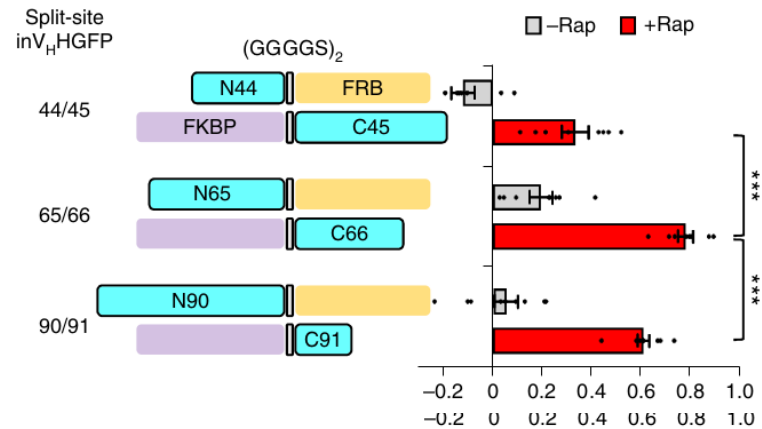 Split-site
inVHHGFP
(GGGGS)2
–Rap
+Rap
44/45
N44
FRB
FKBP
C45
65/66
N65
C66
90/91
N90
C91
***
***
–0.2 0 0.2 0.4 0.6 0.8 1.0
–0.2 0 0.2 0.4 0.6 0.8 1.0